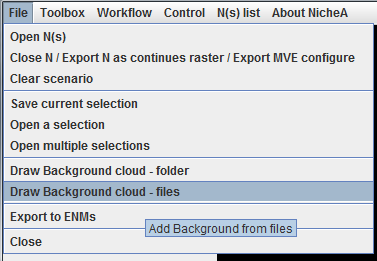 File Toolbox Workflow Control N(s) list About NicheA
Open N(s)
Close N / Export N as continues raster / Export MVE configure
Clear scenario
Save current selection
Open a selection
Open multiple selections
Draw Background cloud - folder
Draw Background cloud - files
Export to ENMs
Add Background from files
Close